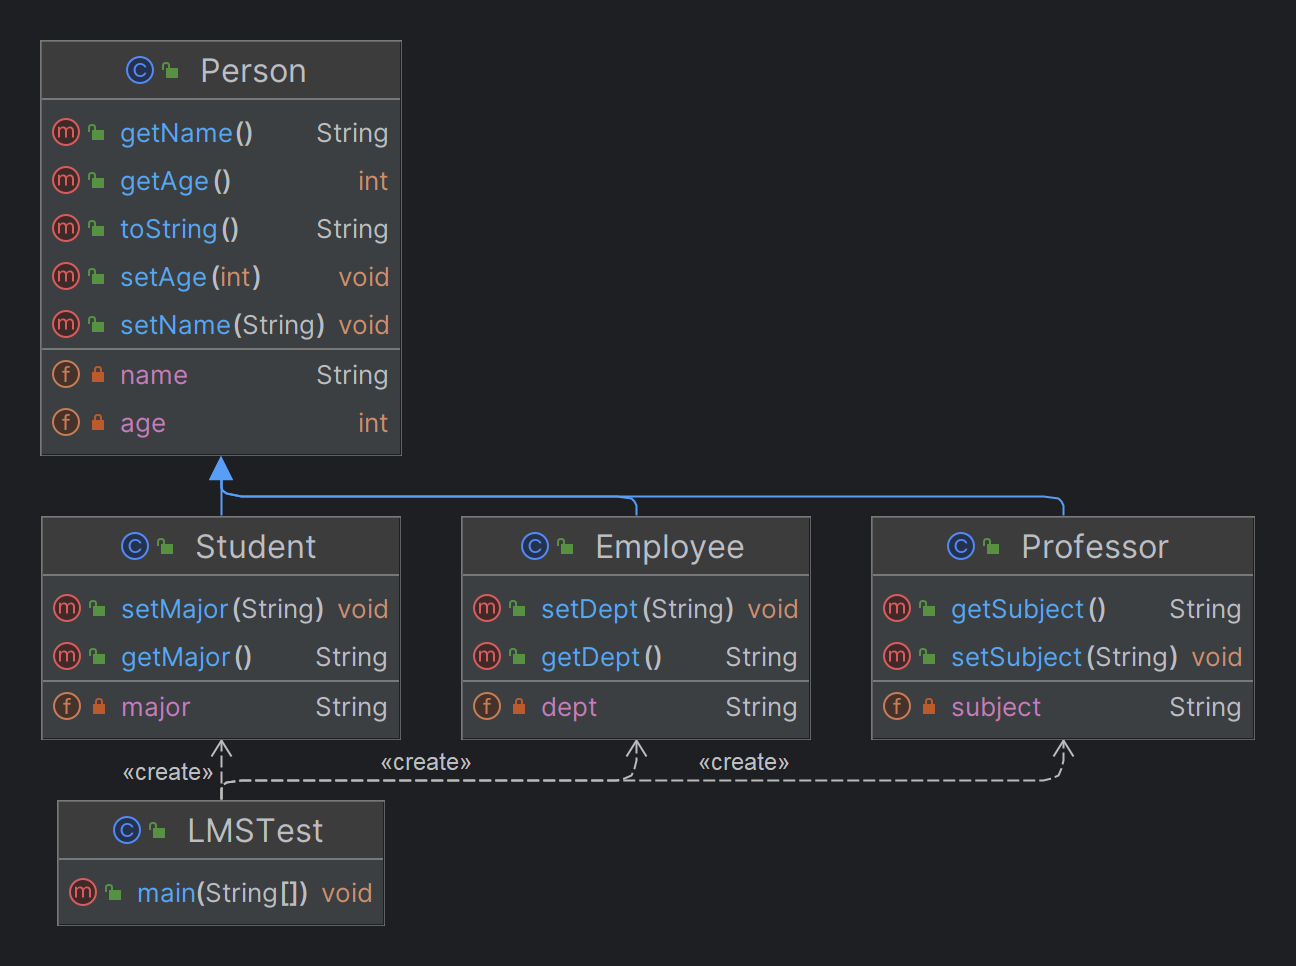 Person
getName() String
getAge() int
toString() String
setAge(int) void
setName(String) void
name String
age int
Student
setMajor(String) void
getMajor() String
major String
Employee
setDept(String) void
getDept() String
dept String
Professor
getSubject() String
setSubject(String) void
subject String
«create»
«create»
«create»
LMSTest
main(String[]) void